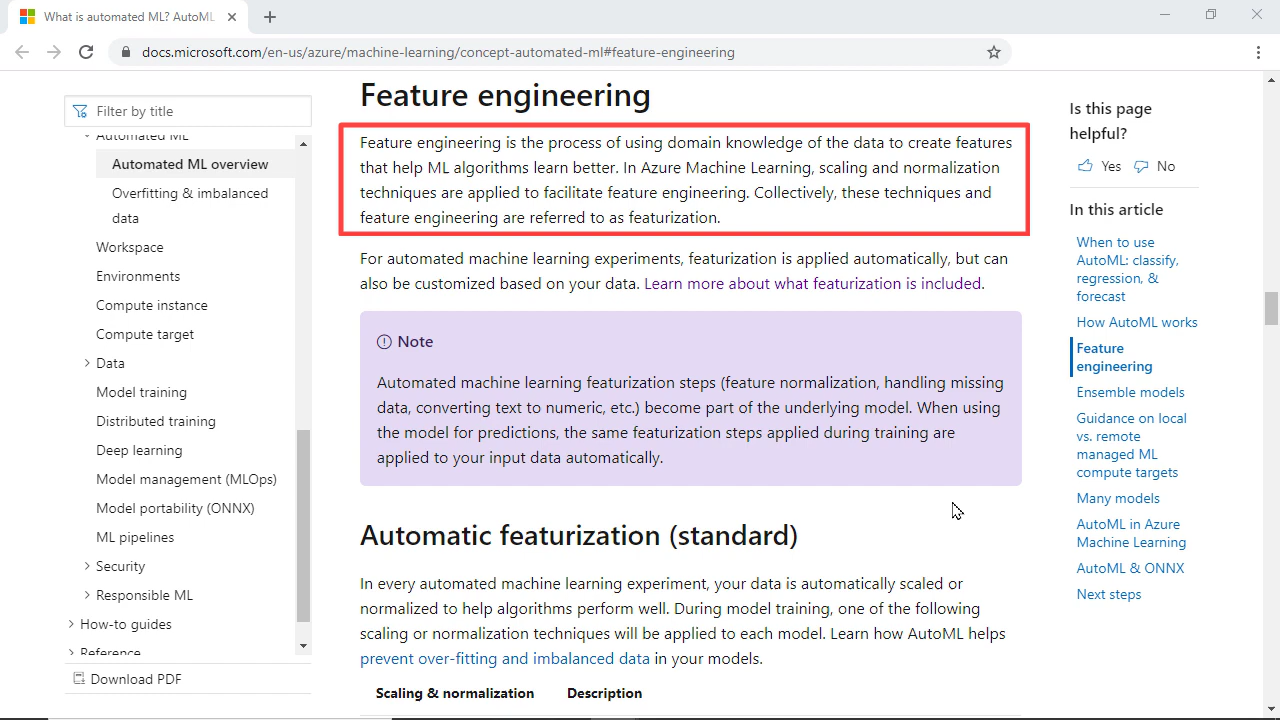 What is automated ML? AutoML
docs.microsoft.com/en-us/azure/machine-learning/concept-automated-ml#feature-engineering
Filter by title
Automated ML
Automated ML overview
Overfitting & imbalanced
data
Workspace
Environments
Compute instance
Compute target
Data
Model training
Distributed training
Deep learning
Model management (MLOps)
Model portability (ONNX)
ML pipelines
Security
Responsible ML
How-to guides
Reference
Download PDF
Feature engineering
Feature engineering is the process of using domain knowledge of the data to create features
that help ML algorithms learn better. In Azure Machine Learning, scaling and normalization
techniques are applied to facilitate feature engineering. Collectively, these techniques and
feature engineering are referred to as featurization.
For automated machine learning experiments, featurization is applied automatically, but can
also be customized based on your data. Learn more about what featurization is included.
Note
Automated machine learning featurization steps (feature normalization, handling missing
data, converting text to numeric, etc.) become part of the underlying model. When using
the model for predictions, the same featurization steps applied during training are
applied to your input data automatically.
Automatic featurization (standard)
In every automated machine learning experiment, your data is automatically scaled or
normalized to help algorithms perform well. During model training, one of the following
scaling or normalization techniques will be applied to each model. Learn how AutoML helps
prevent over-fitting and imbalanced data in your models.
Scaling & normalization Description
Is this page
helpful?
Yes No
In this article
When to use
AutoML: classify,
regression, &
forecast
How AutoML works
Feature
engineering
Ensemble models
Guidance on local
vs. remote
managed ML
compute targets
Many models
AutoML in Azure
Machine Learning
AutoML & ONNX
Next steps